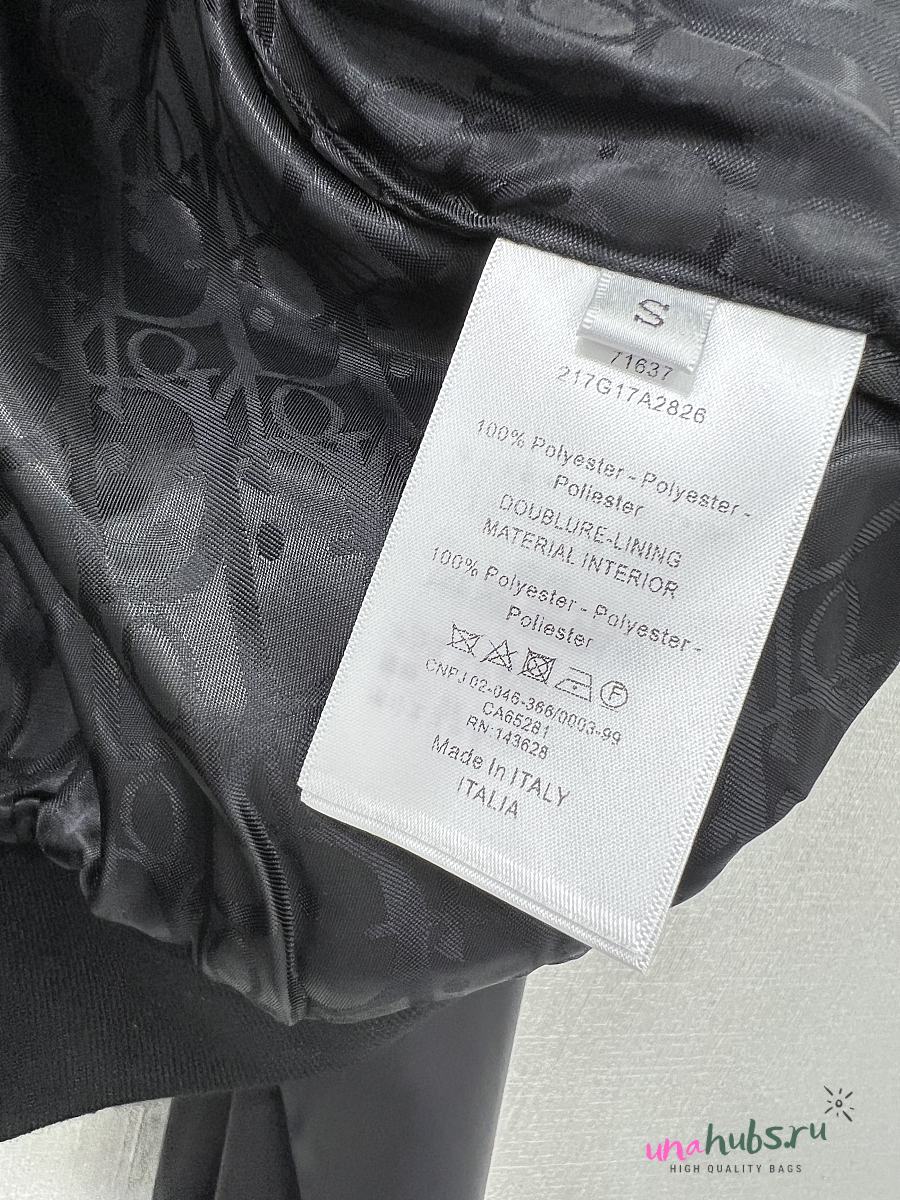 S
71637
217G17A2826
100% Polyester - Polyester -
Poliester
DOUBLURE-LINING
MATERIAL INTERIOR
100% Polyester - Polyester -
Poliester
F
CNPJ 02-046-366/0003-99
CA65281
RN:143628
Made In ITALY
ITALIA
unahubs.ru
HIGH QUALITY BAGS